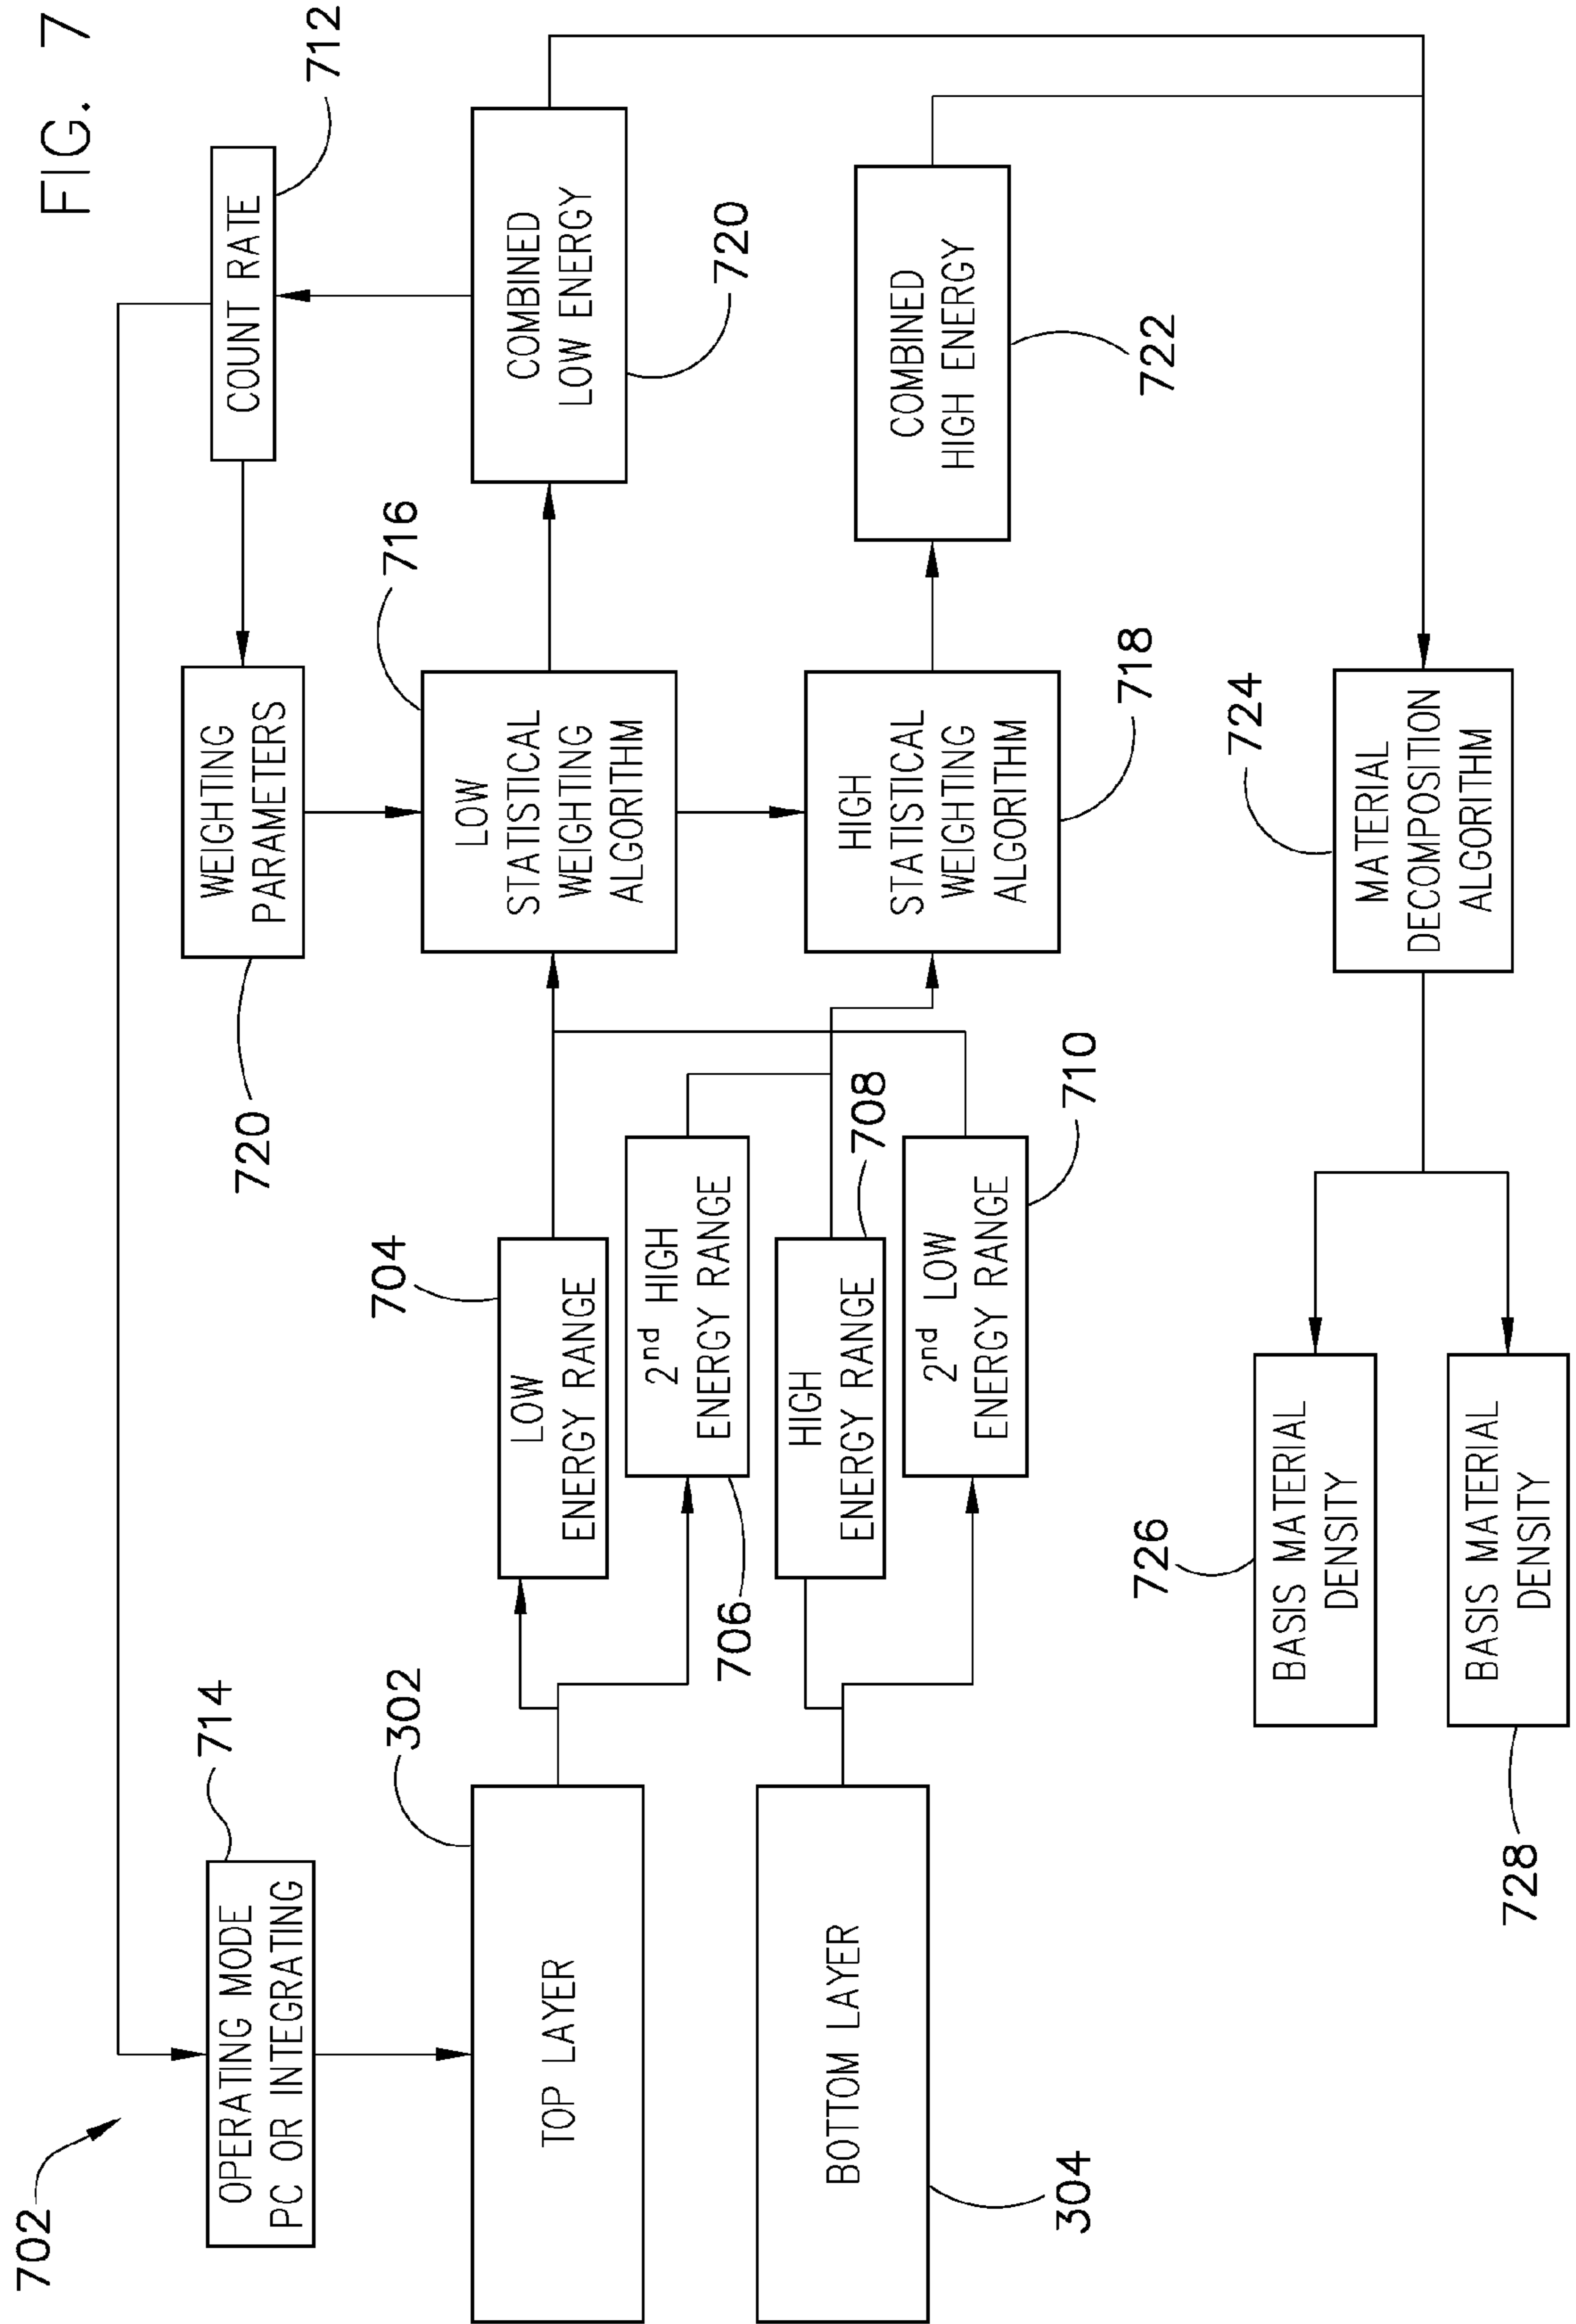 FIG. 7
702
OPERATING MODE
PC OR INTEGRATING
714
COUNT RATE
712
WEIGHTING
PARAMETERS
720
TOP LAYER
302
LOW
ENERGY RANGE
704
2nd HIGH
ENERGY RANGE
706
LOW
STATISTICAL
WEIGHTING
ALGORITHM
716
COMBINED
LOW ENERGY
720
BOTTOM LAYER
304
HIGH
ENERGY RANGE
708
2nd LOW
ENERGY RANGE
710
HIGH
STATISTICAL
WEIGHTING
ALGORITHM
718
COMBINED
HIGH ENERGY
722
MATERIAL
DECOMPOSITION
ALGORITHM
724
BASIS MATERIAL
DENSITY
726
BASIS MATERIAL
DENSITY
728